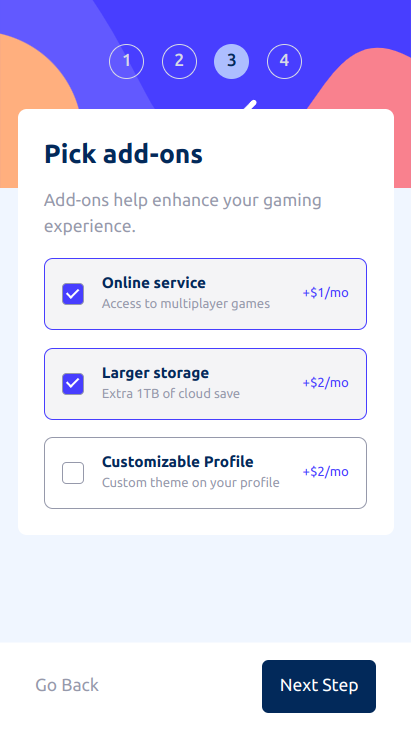 1 2 3 4
Pick add-ons
Add-ons help enhance your gaming
experience.
Online service
Access to multiplayer games
+$1/mo
Larger storage
Extra 1TB of cloud save
+$2/mo
Customizable Profile
Custom theme on your profile
+$2/mo
Go Back
Next Step